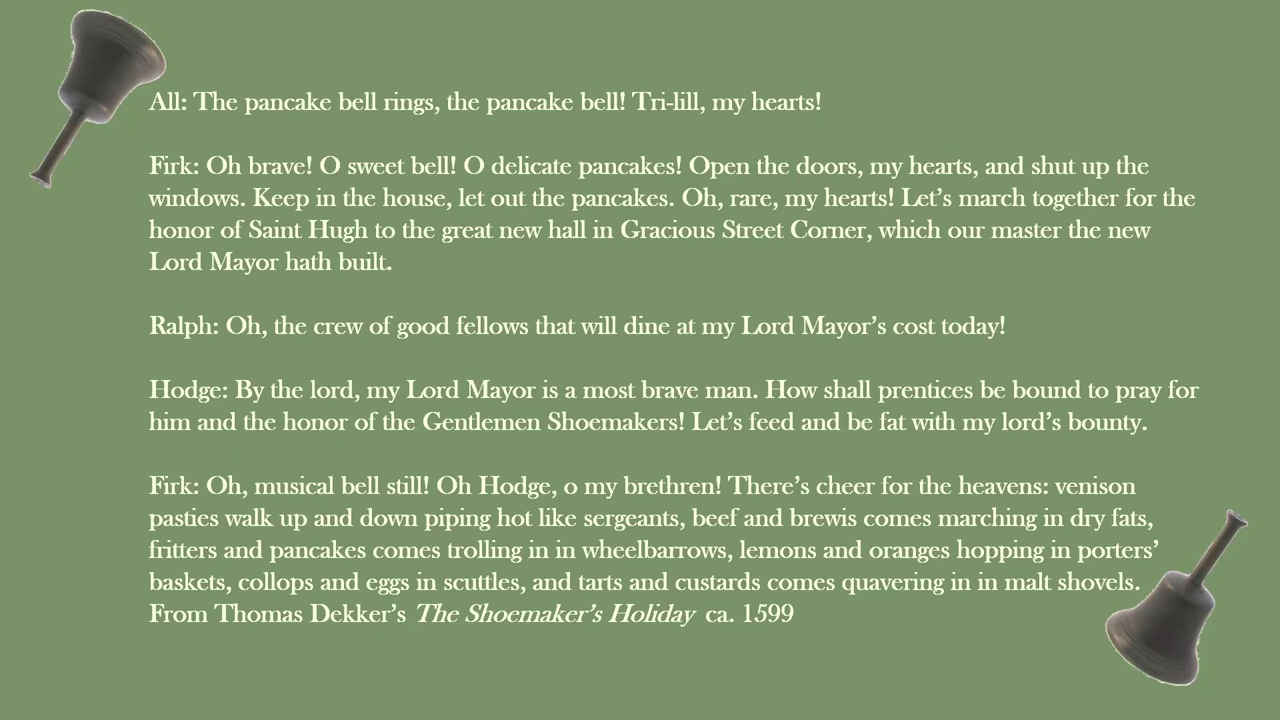 All: The pancake bell rings, the pancake bell! Tri-lill, my hearts!
Firk: Oh brave! O sweet bell! O delicate pancakes! Open the doors, my hearts, and shut up the
windows. Keep in the house, let out the pancakes. Oh, rare, my hearts! Let’s march together for the
honor of Saint Hugh to the great new hall in Gracious Street Corner, which our master the new
Lord Mayor hath built.
Ralph: Oh, the crew of good fellows that will dine at my Lord Mayor’s cost today!
Hodge: By the lord, my Lord Mayor is a most brave man. How shall prentices be bound to pray for
him and the honor of the Gentlemen Shoemakers! Let’s feed and be fat with my lord’s bounty.
Firk: Oh, musical bell still! Oh Hodge, o my brethren! There’s cheer for the heavens: venison
pasties walk up and down piping hot like sergeants, beef and brewis comes marching in dry fats,
fritters and pancakes comes trolling in in wheelbarrows, lemons and oranges hopping in porters’
baskets, collops and eggs in scuttles, and tarts and custards comes quavering in in malt shovels.
From Thomas Dekker’s The Shoemaker’s Holiday ca. 1599